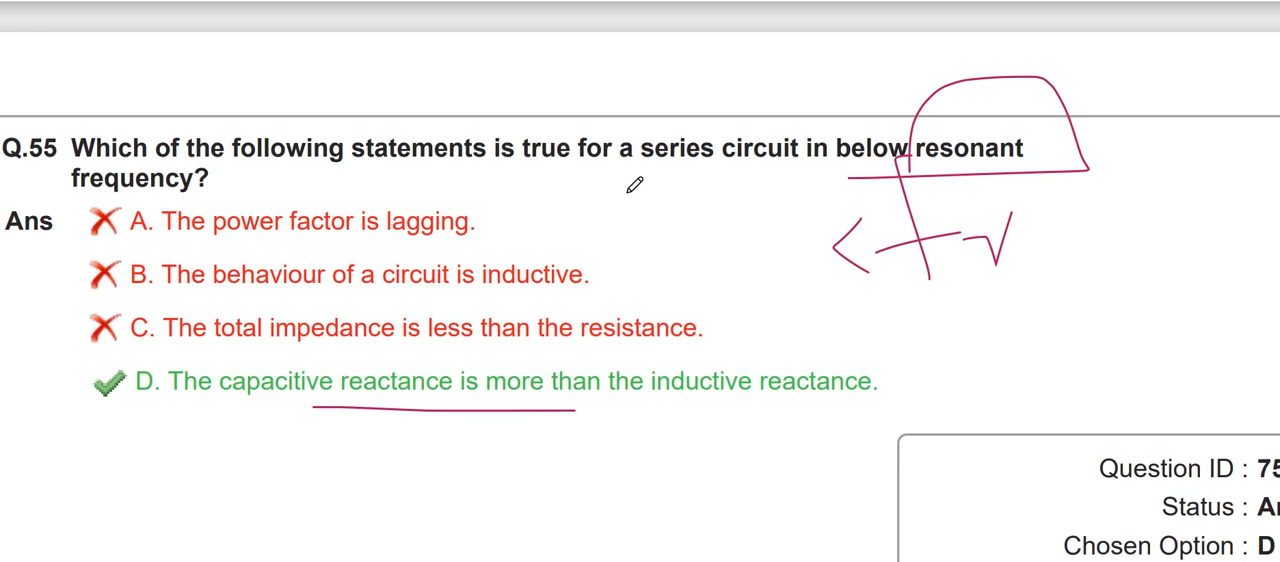 Q.55 Which of the following statements is true for a series circuit in below resonant
frequency?
Ans A. The power factor is lagging.
B. The behaviour of a circuit is inductive.
C. The total impedance is less than the resistance.
D. The capacitive reactance is more than the inductive reactance.
Question ID : 75
Status :
Chosen Option : D